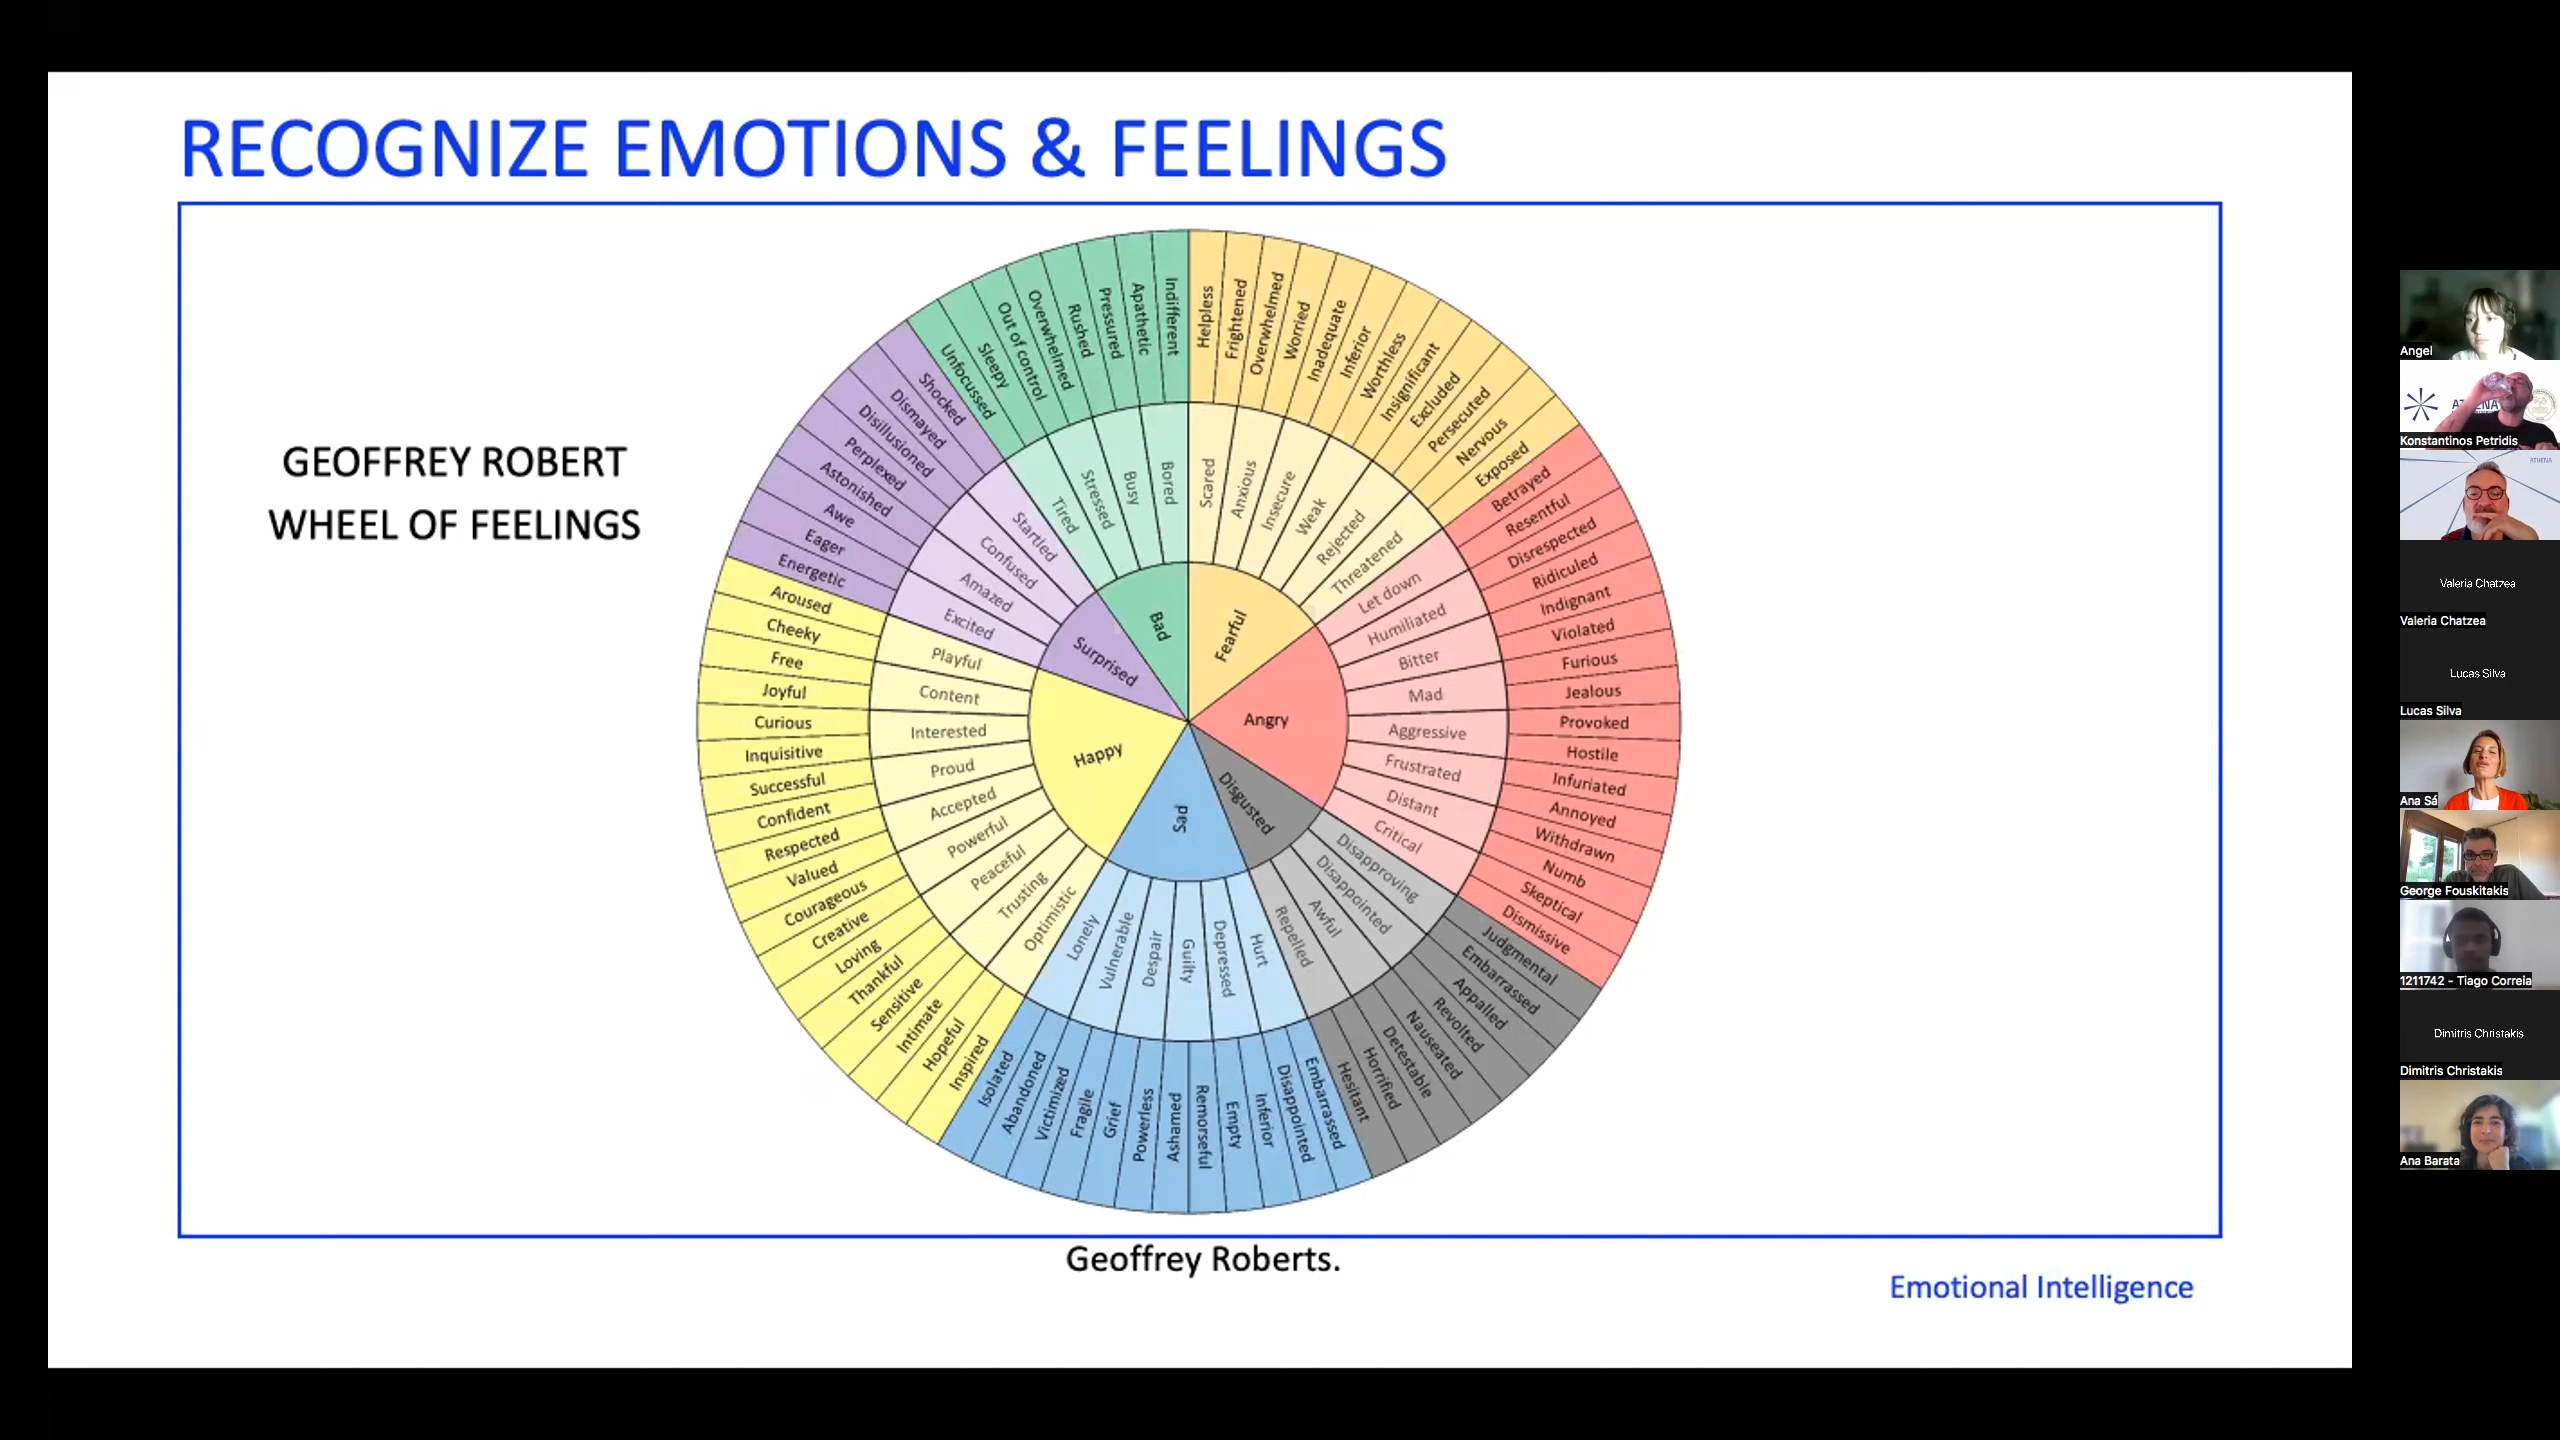 RECOGNIZE EMOTIONS & FEELINGS
GEOFFREY ROBERT
WHEEL OF FEELINGS
Fearful
Angry
Disgusted
Sad
Happy
Surprised
Bad
Scared
Anxious
Insecure
Weak
Rejected
Threatened
Let down
Humiliated
Bitter
Mad
Aggressive
Frustrated
Distant
Critical
Disapproving
Disappointed
Awful
Repelled
Hurt
Depressed
Guilty
Despair
Vulnerable
Lonely
Optimistic
Trusting
Peaceful
Powerful
Accepted
Proud
Interested
Content
Playful
Excited
Amazed
Confused
Startled
Tired
Stressed
Busy
Bored
Helpless
Frightened
Overwhelmed
Worried
Inadequate
Inferior
Worthless
Insignificant
Excluded
Persecuted
Nervous
Exposed
Betrayed
Resentful
Disrespected
Ridiculed
Indignant
Violated
Furious
Jealous
Provoked
Hostile
Infuriated
Annoyed
Withdrawn
Numb
Skeptical
Dismissive
Judgmental
Embarrassed
Appalled
Revolted
Nauseated
Detestable
Horrified
Hesitant
Embarrassed
Disappointed
Inferior
Empty
Remorseful
Ashamed
Powerless
Grief
Fragile
Victimized
Abandoned
Isolated
Inspired
Hopeful
Intimate
Sensitive
Thankful
Loving
Creative
Courageous
Valued
Respected
Confident
Successful
Inquisitive
Curious
Joyful
Free
Cheeky
Aroused
Energetic
Eager
Awe
Astonished
Perplexed
Disillusioned
Dismayed
Shocked
Unfocussed
Sleepy
Out of control
Overwhelmed
Rushed
Pressured
Apathetic
Indifferent
Geoffrey Roberts.
Emotional Intelligence
Angel
Konstantinos Petridis
ATHENA
Valeria Chatzea
Valeria Chatzea
Lucas Silva
Lucas Silva
Ana Sá
George Fouskitakis
1211742 - Tiago Correia
Dimitris Christakis
Dimitris Christakis
Ana Barata